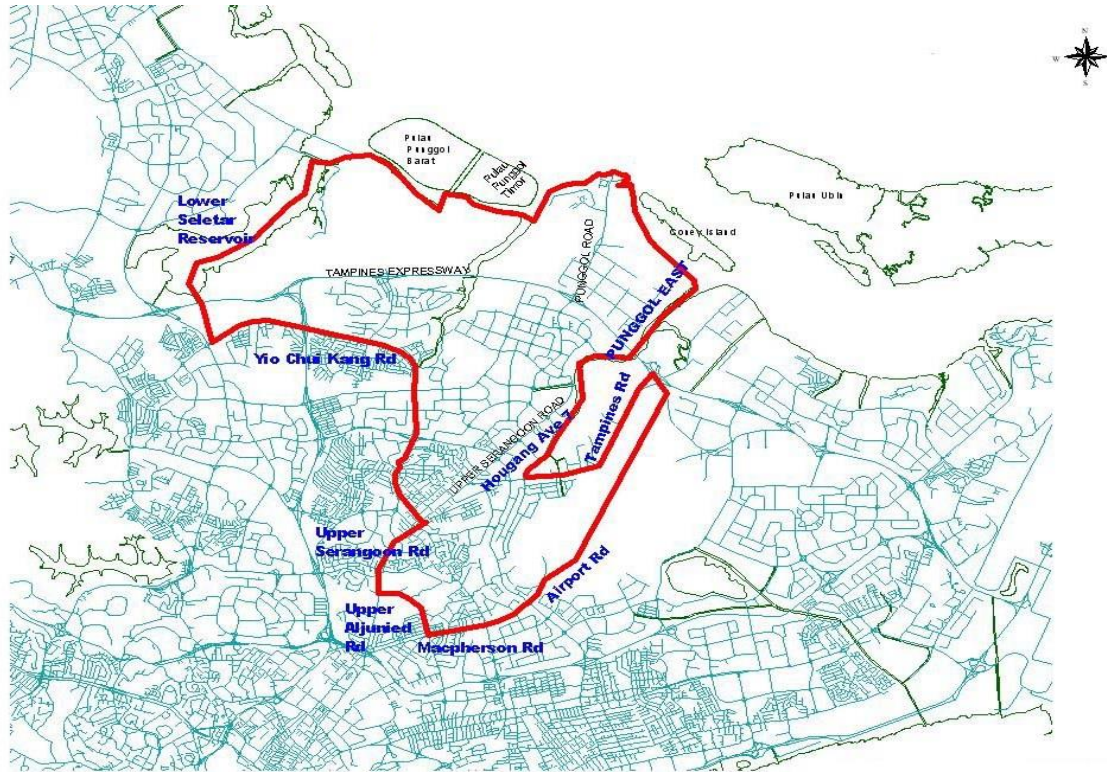 N
W
S
Pulau
Punggol
Barat
Pulau
Punggol
Timor
Pulau Ubin
Lower
Seletar
Reservoir
Coney Island
PUNGGOL ROAD
TAMPINES EXPRESSWAY
PUNGGOL EAST
Yio Chui Kang Rd
Tampines Rd
UPPER SERANGGON ROAD
Hougang Ave 7
Upper
Serangoon Rd
Airport Rd
Upper
Aljunied
Rd
Macpherson Rd